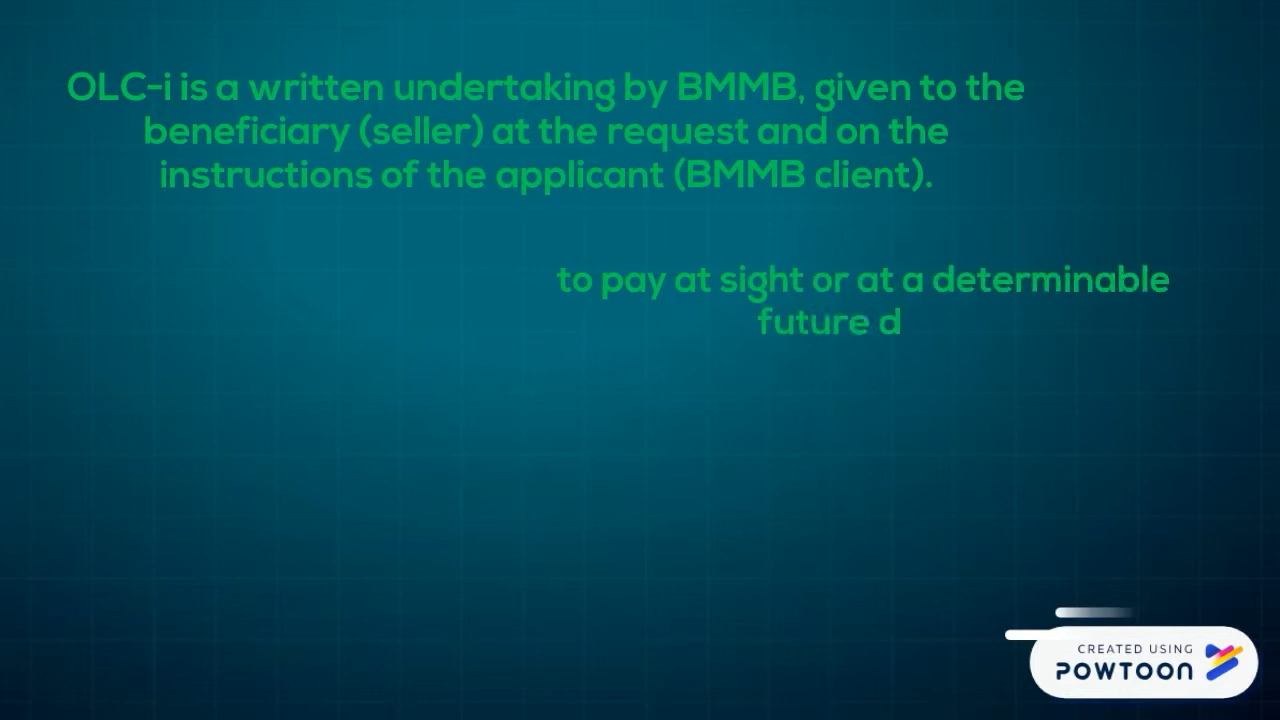 OLC-i is a written undertaking by BMMB, given to the
beneficiary (seller) at the request and on the
instructions of the applicant (BMMB client).
to pay at sight or at a determinable
future d
CREATED USING
POWTOON